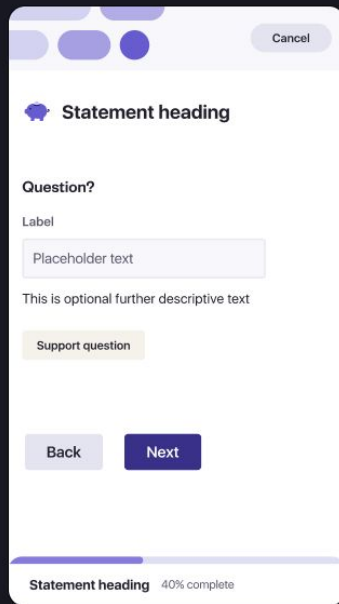 Cancel
Statement heading
Question?
Label
Placeholder text
This is optional further descriptive text
Support question
Back Next
Statement heading 40% complete